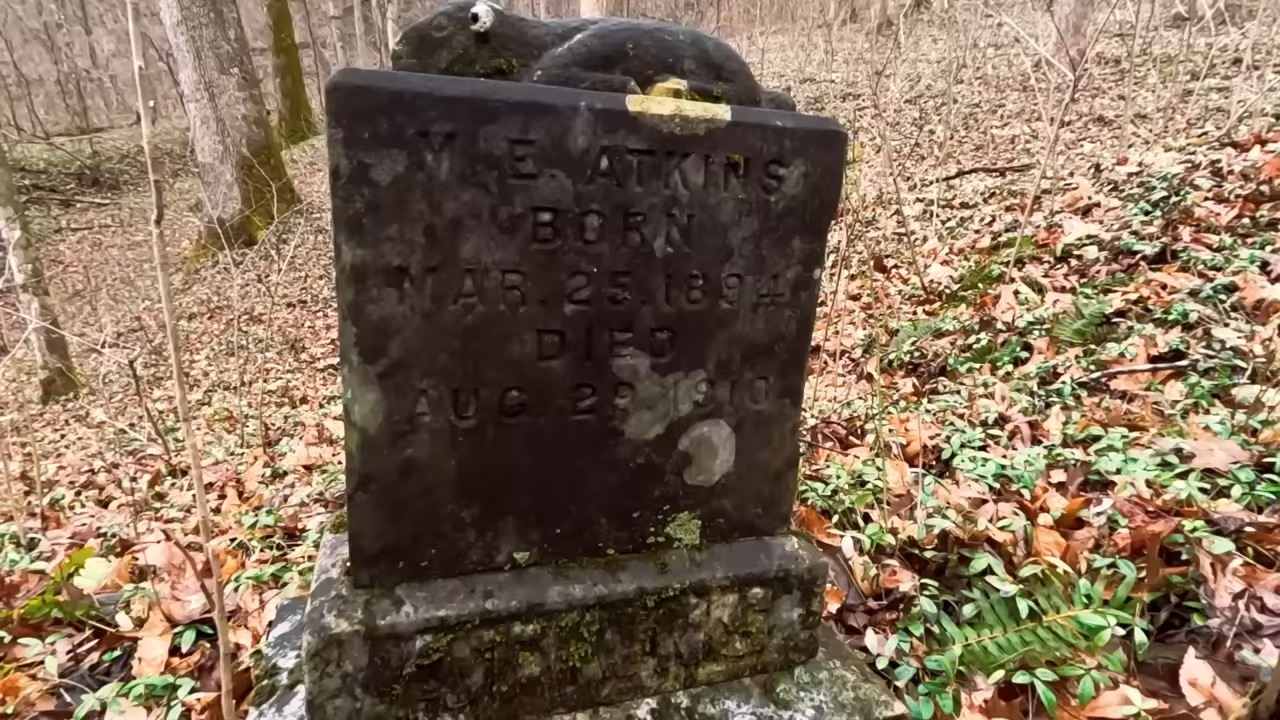 E. ATKINS
BORN
MAR. 25. 1894
DIED
AUG. 29 1910